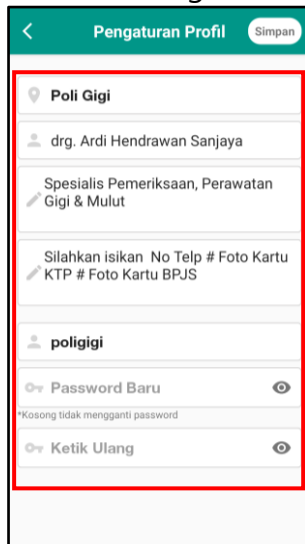 Pengaturan Profil
Simpan
Poli Gigi
drg. Ardi Hendrawan Sanjaya
Spesialis Pemeriksaan, Perawatan
Gigi & Mulut
Silahkan isikan No Telp # Foto Kartu
KTP # Foto Kartu BPJS
poligigi
Password Baru
*Kosong tidak mengganti password
Ketik Ulang